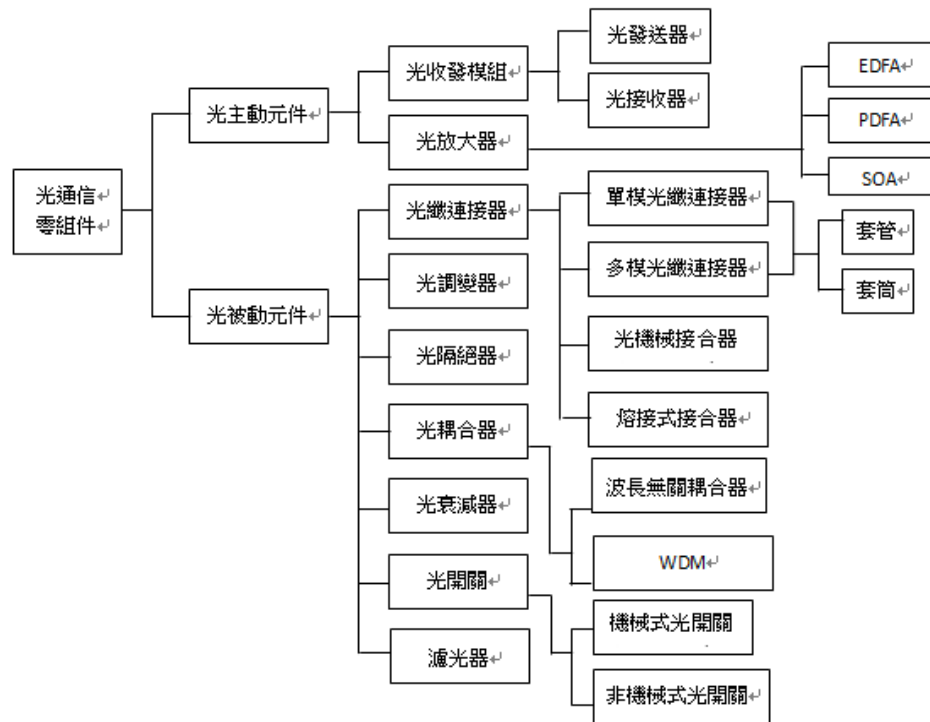 光通信
零組件
光主動元件
光收發模組
光發送器
光接收器
光放大器
EDFA
PDFA
SOA
光被動元件
光纖連接器
單模光纖連接器
多模光纖連接器
套管
套筒
光機械接合器
熔接式接合器
光調變器
光隔絕器
光耦合器
波長無關耦合器
WDM
光衰減器
光開關
機械式光開關
非機械式光開關
濾光器